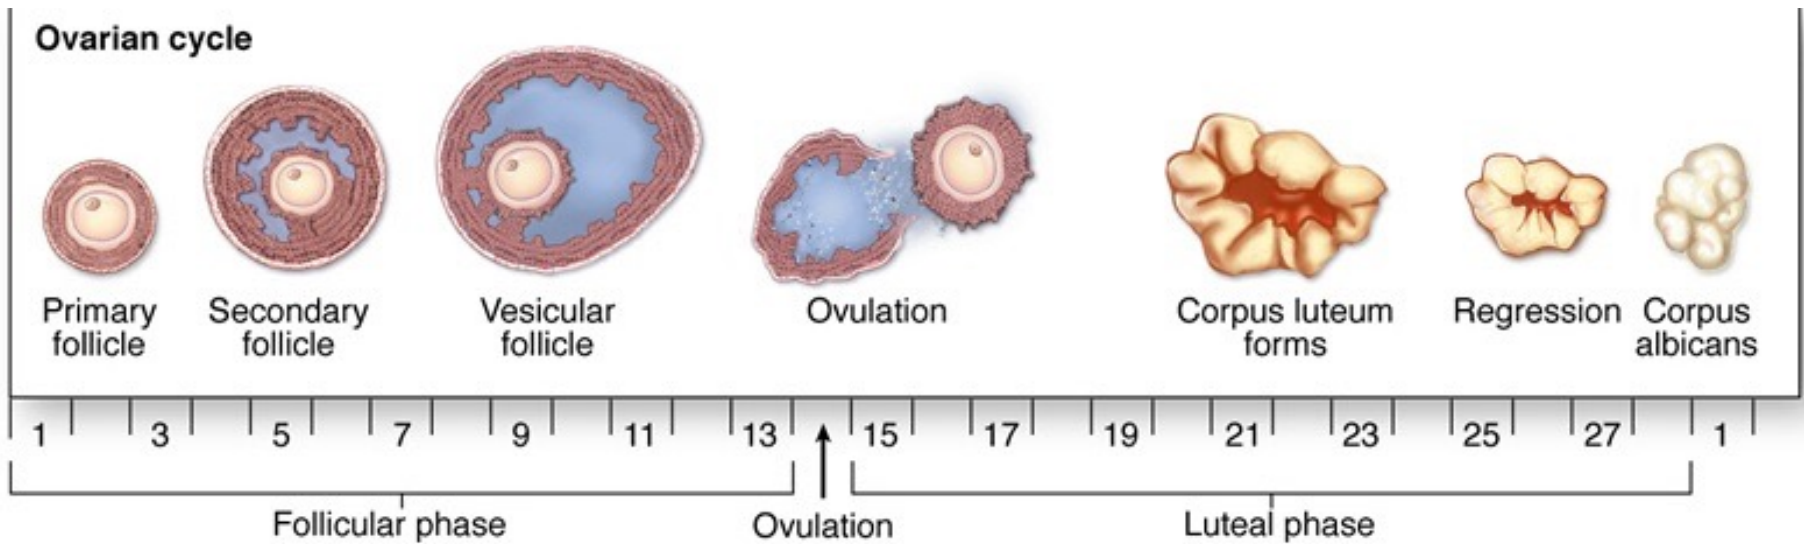 Ovarian cycle
Primary
follicle
Secondary
follicle
Vesicular
follicle
Ovulation
Corpus luteum
forms
Regression
Corpus
albicans
1 3 5 7 9 11 13 15 17 19 21 23 25 27 1
Follicular phase
Ovulation
Luteal phase